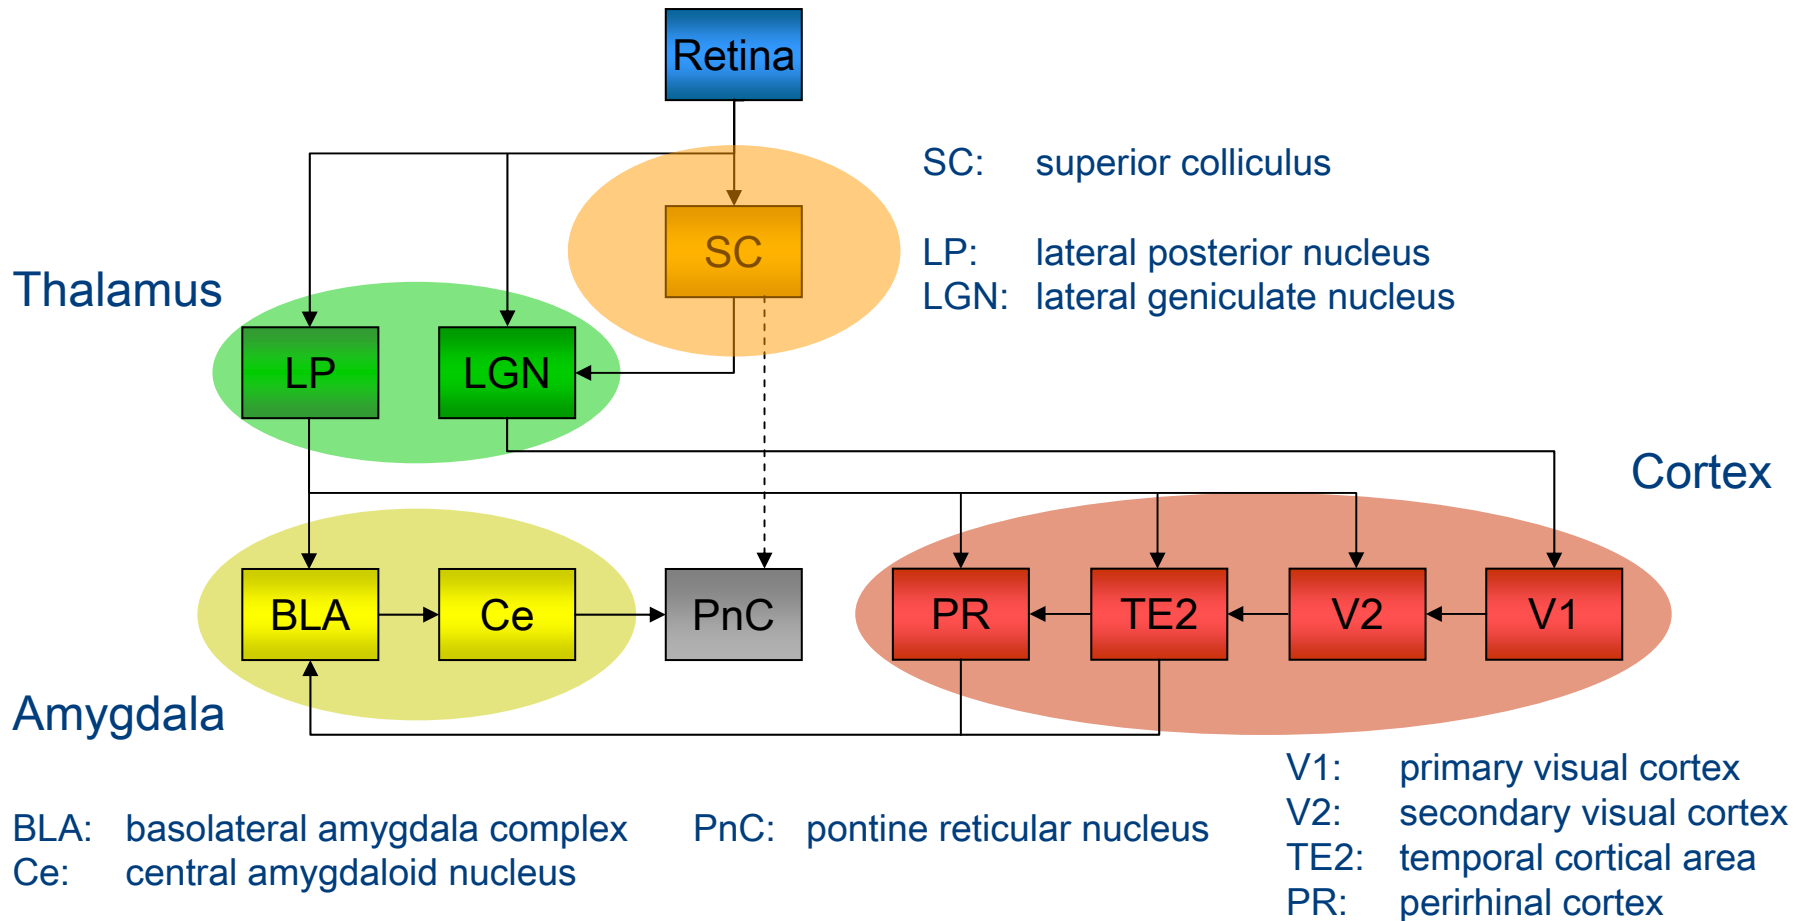 Retina
SC: superior colliculus
SC
LP: lateral posterior nucleus
Thalamus
LGN: lateral geniculate nucleus
LP
LGN
Cortex
BLA
Ce
PnC
PR
TE2
V2
V1
Amygdala
V1: primary visual cortex
V2: secondary visual cortex
TE2: temporal cortical area
PR: perirhinal cortex
BLA: basolateral amygdala complex
Ce: central amygdaloid nucleus
PnC: pontine reticular nucleus